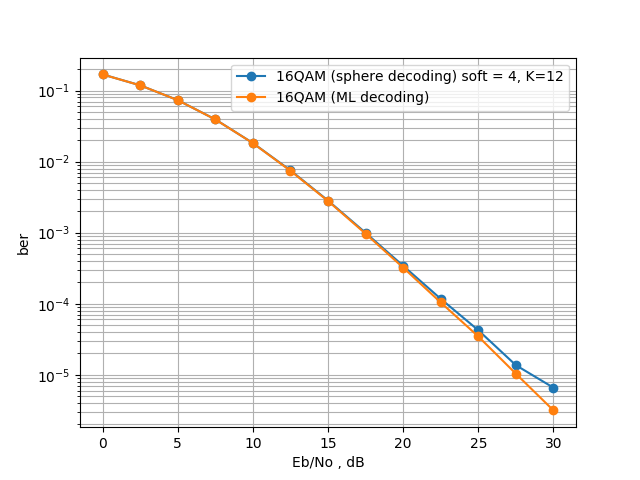 16QAM (sphere decoding) soft = 4, K=12
16QAM (ML decoding)
10⁻¹
10⁻²
10⁻³
10⁻⁴
10⁻⁵
ber
0 5 10 15 20 25 30
Eb/No , dB